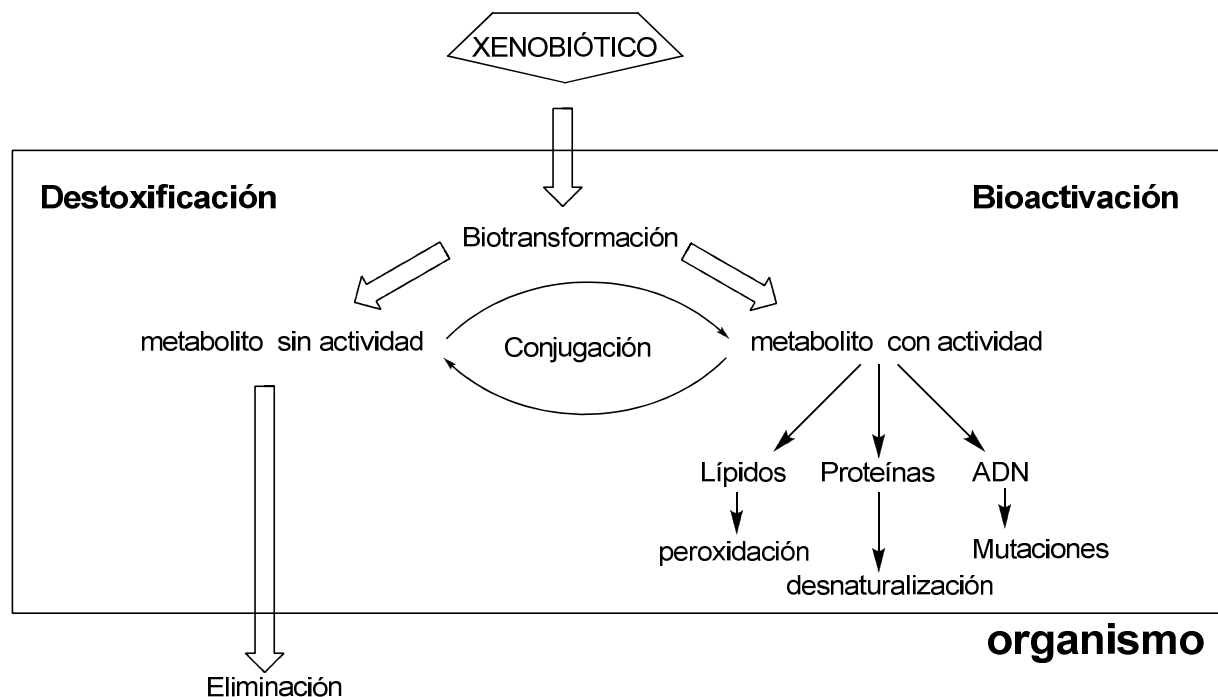 XENOBIÓTICO
Destoxificación
Bioactivación
Biotransformación
metabolito sin actividad
Conjugación
metabolito con actividad
Lípidos
Proteínas
ADN
peroxidación
Mutaciones
desnaturalización
organismo
Eliminación